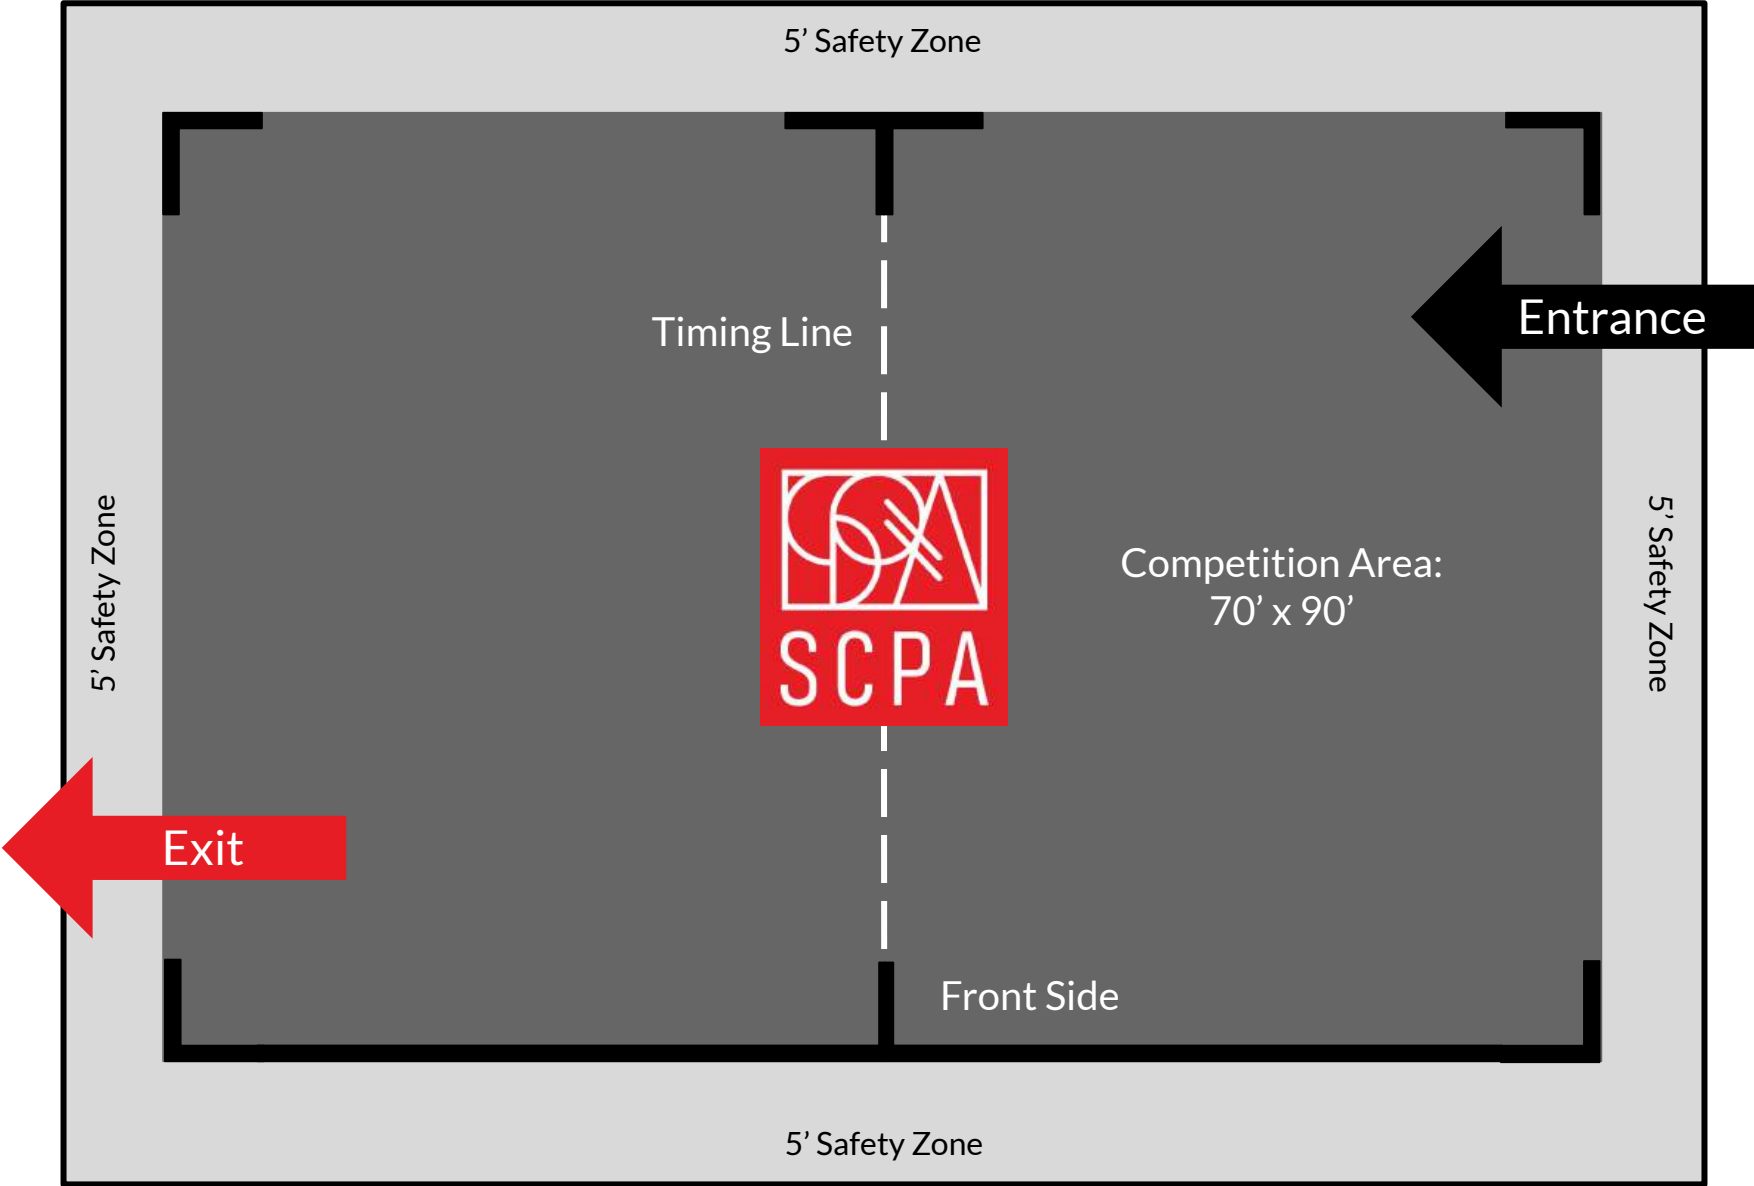 5’ Safety Zone
Timing Line
Entrance
5’ Safety Zone
SCPA
Competition Area:
70’ x 90’
5’ Safety Zone
Exit
Front Side
5’ Safety Zone